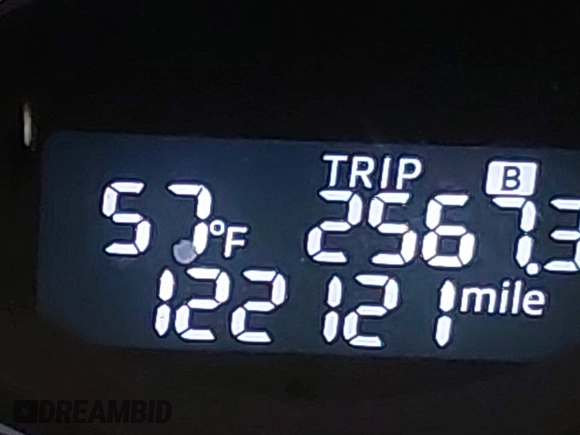 TRIP B
57°F 2567.3
122121 mile
DREAMBID